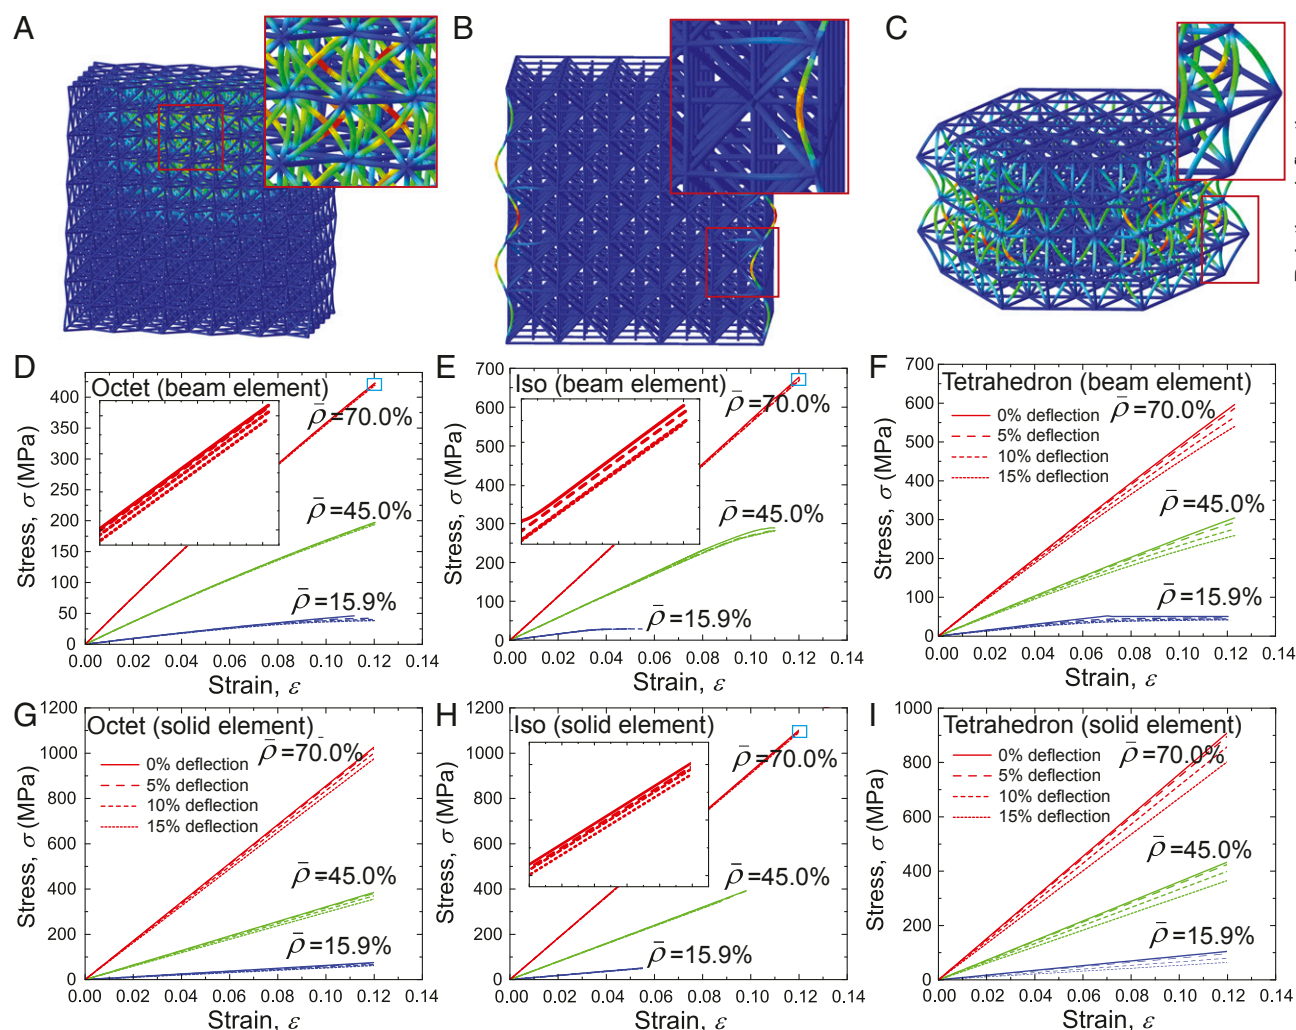 A
B
C
D
Octet (beam element)
ρ̄=70.0%
ρ̄=45.0%
ρ̄=15.9%
Stress, σ (MPa)
400
350
300
250
200
150
100
50
0
0.00 0.02 0.04 0.06 0.08 0.10 0.12 0.14
Strain, ε
E
Iso (beam element)
ρ̄=70.0%
ρ̄=45.0%
ρ̄=15.9%
Stress, σ (MPa)
700
600
500
400
300
200
100
0
0.00 0.02 0.04 0.06 0.08 0.10 0.12 0.14
Strain, ε
F
Tetrahedron (beam element)
0% deflection
5% deflection
10% deflection
15% deflection
ρ̄=70.0%
ρ̄=45.0%
ρ̄=15.9%
Stress, σ (MPa)
700
600
500
400
300
200
100
0
0.00 0.02 0.04 0.06 0.08 0.10 0.12 0.14
Strain, ε
G
Octet (solid element)
0% deflection
5% deflection
10% deflection
15% deflection
ρ̄=70.0%
ρ̄=45.0%
ρ̄=15.9%
Stress, σ (MPa)
1200
1000
800
600
400
200
0
0.00 0.02 0.04 0.06 0.08 0.10 0.12 0.14
Strain, ε
H
Iso (solid element)
ρ̄=70.0%
ρ̄=45.0%
ρ̄=15.9%
Stress, σ (MPa)
1200
1000
800
600
400
200
0
0.00 0.02 0.04 0.06 0.08 0.10 0.12 0.14
Strain, ε
I
Tetrahedron (solid element)
0% deflection
5% deflection
10% deflection
15% deflection
ρ̄=70.0%
ρ̄=45.0%
ρ̄=15.9%
Stress, σ (MPa)
1000
800
600
400
200
0
0.00 0.02 0.04 0.06 0.08 0.10 0.12 0.14
Strain, ε